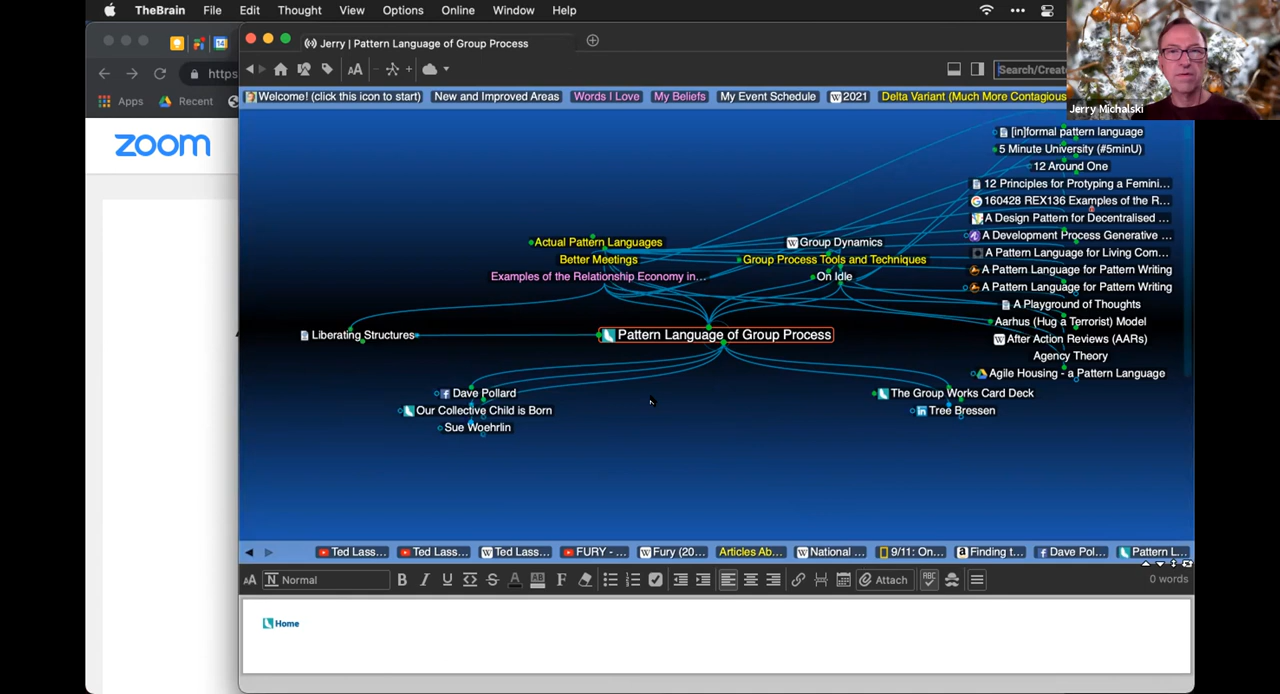 TheBrain File Edit Thought View Options Online Window Help
Jerry | Pattern Language of Group Process
https
Search/Creat
Apps Recent
Welcome! (click this icon to start) New and Improved Areas Words I Love My Beliefs My Event Schedule 2021 Delta Variant (Much More Contagious
Jerry Michalski
zoom
[in]formal pattern language
5 Minute University (#5minU)
12 Around One
12 Principles for Protyping a Femini...
160428 REX136 Examples of the R...
A Design Pattern for Decentralised ...
A Development Process Generative ...
A Pattern Language for Living Com...
A Pattern Language for Pattern Writing
A Pattern Language for Pattern Writing
A Playground of Thoughts
Aarhus (Hug a Terrorist) Model
After Action Reviews (AARs)
Agency Theory
Agile Housing - a Pattern Language
Actual Pattern Languages
Better Meetings
Examples of the Relationship Economy in...
Group Dynamics
Group Process Tools and Techniques
On Idle
Liberating Structures
Pattern Language of Group Process
Dave Pollard
Our Collective Child is Born
Sue Woehrlin
The Group Works Card Deck
Tree Bressen
Ted Lass... Ted Lass... Ted Lass... FURY - ... Fury (20... Articles Ab... National ... 9/11: On... Finding t... Dave Pol... Pattern L...
Normal Attach 0 words
Home